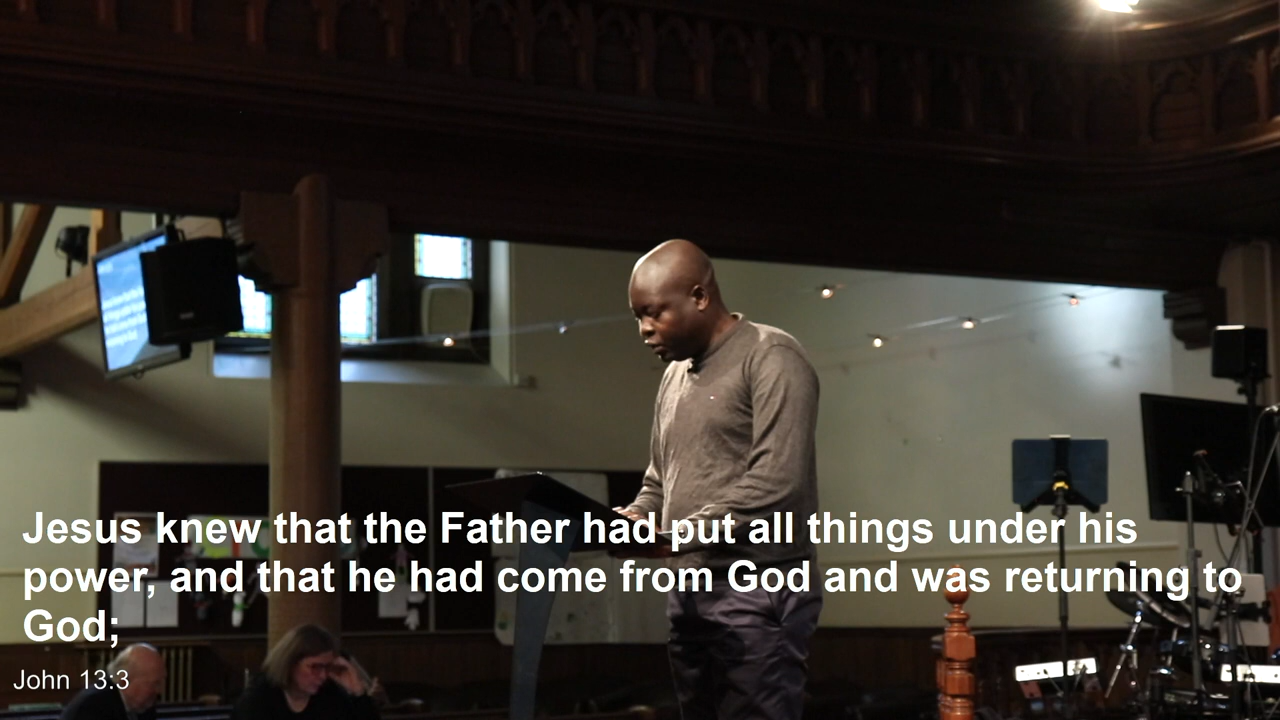 Jesus knew that the Father had put all things under his
power, and that he had come from God and was returning to
God;
John 13:3